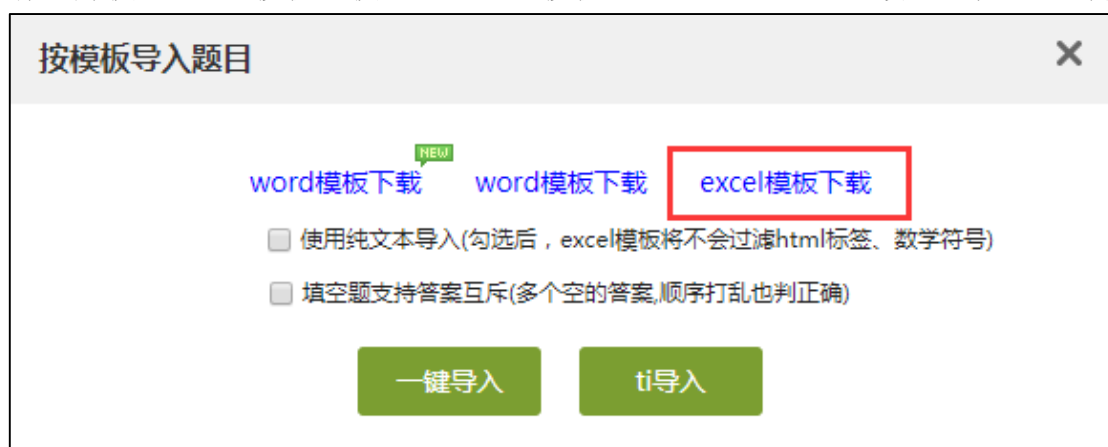 按模板导入题目
NEW
word模板下载 word模板下载 excel模板下载
使用纯文本导入(勾选后，excel模板将不会过滤html标签、数学符号)
填空题支持答案互斥(多个空的答案,顺序打乱也判正确)
一键导入 ti导入